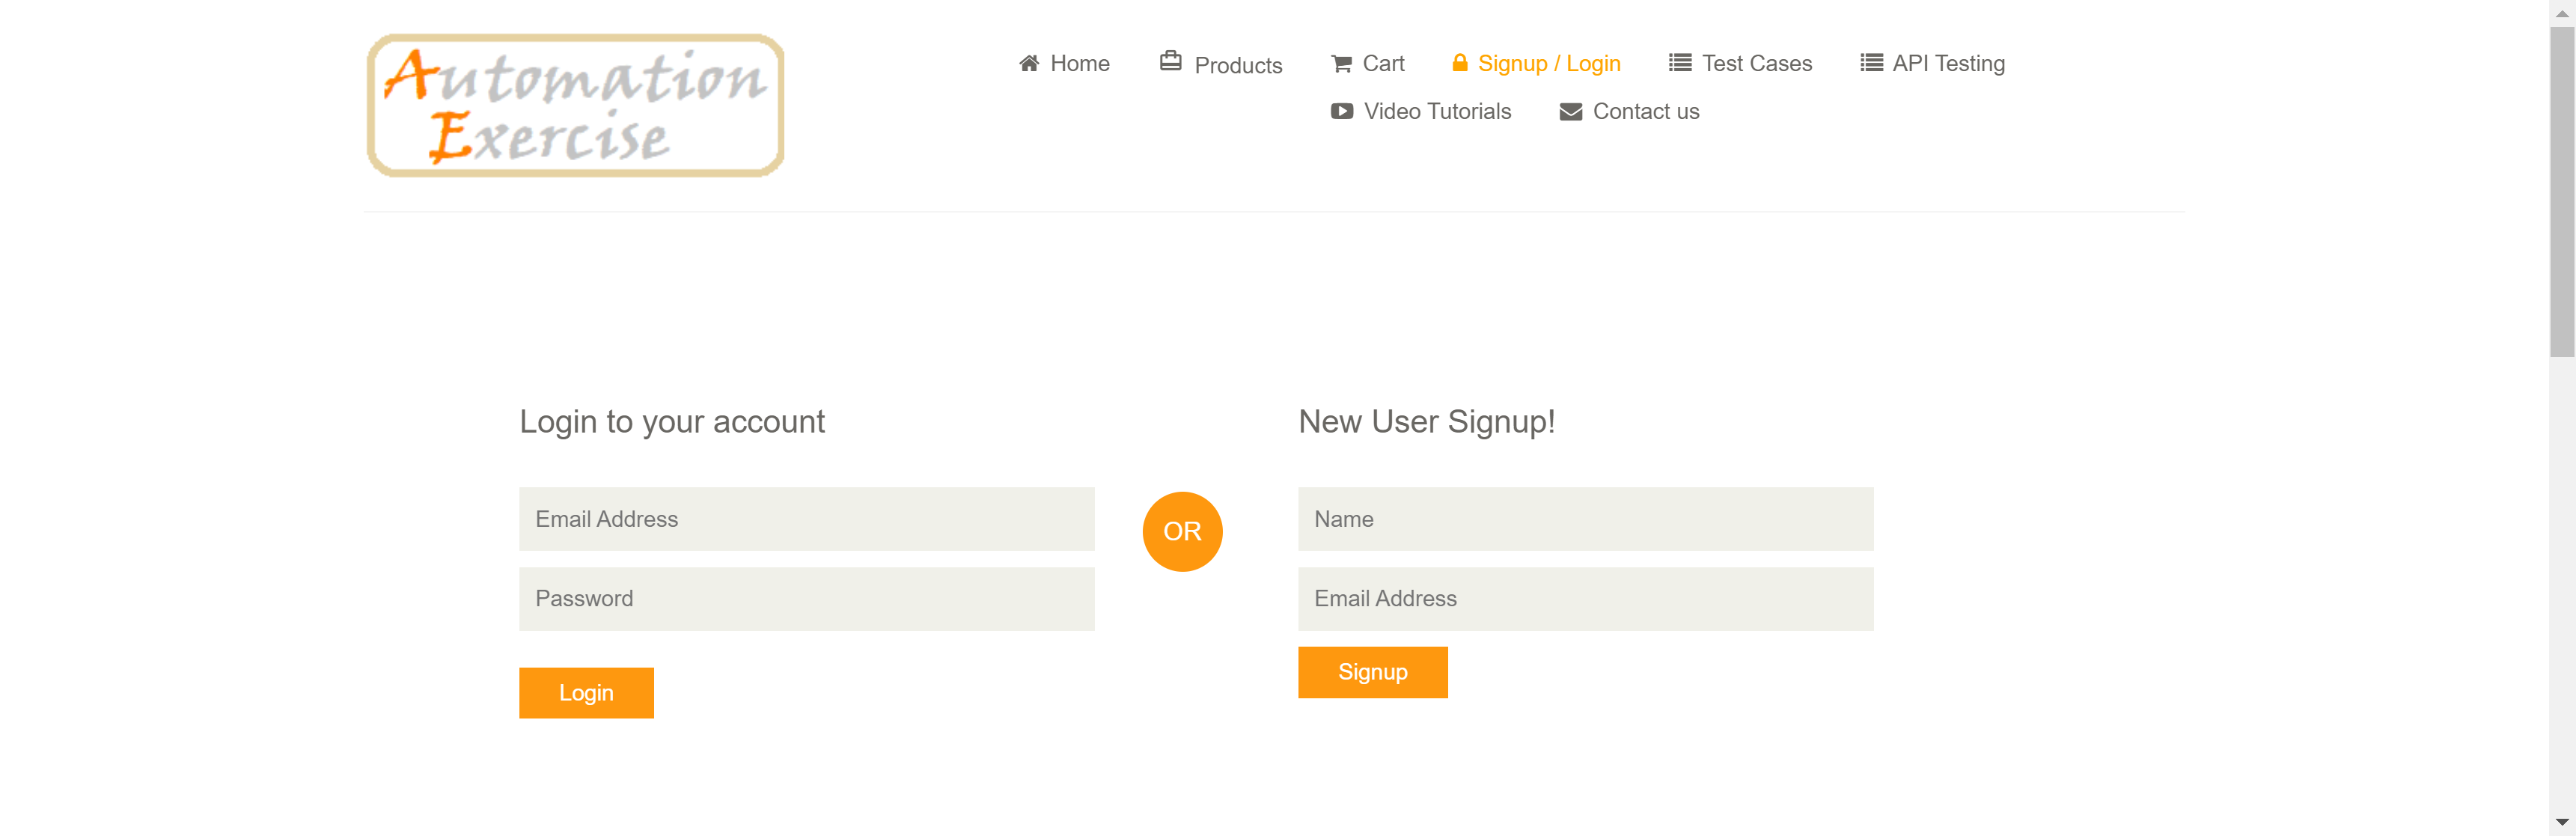 Automation
Exercise
Home Products Cart Signup / Login Test Cases API Testing
Video Tutorials Contact us
Login to your account
Email Address
Password
Login
OR
New User Signup!
Name
Email Address
Signup